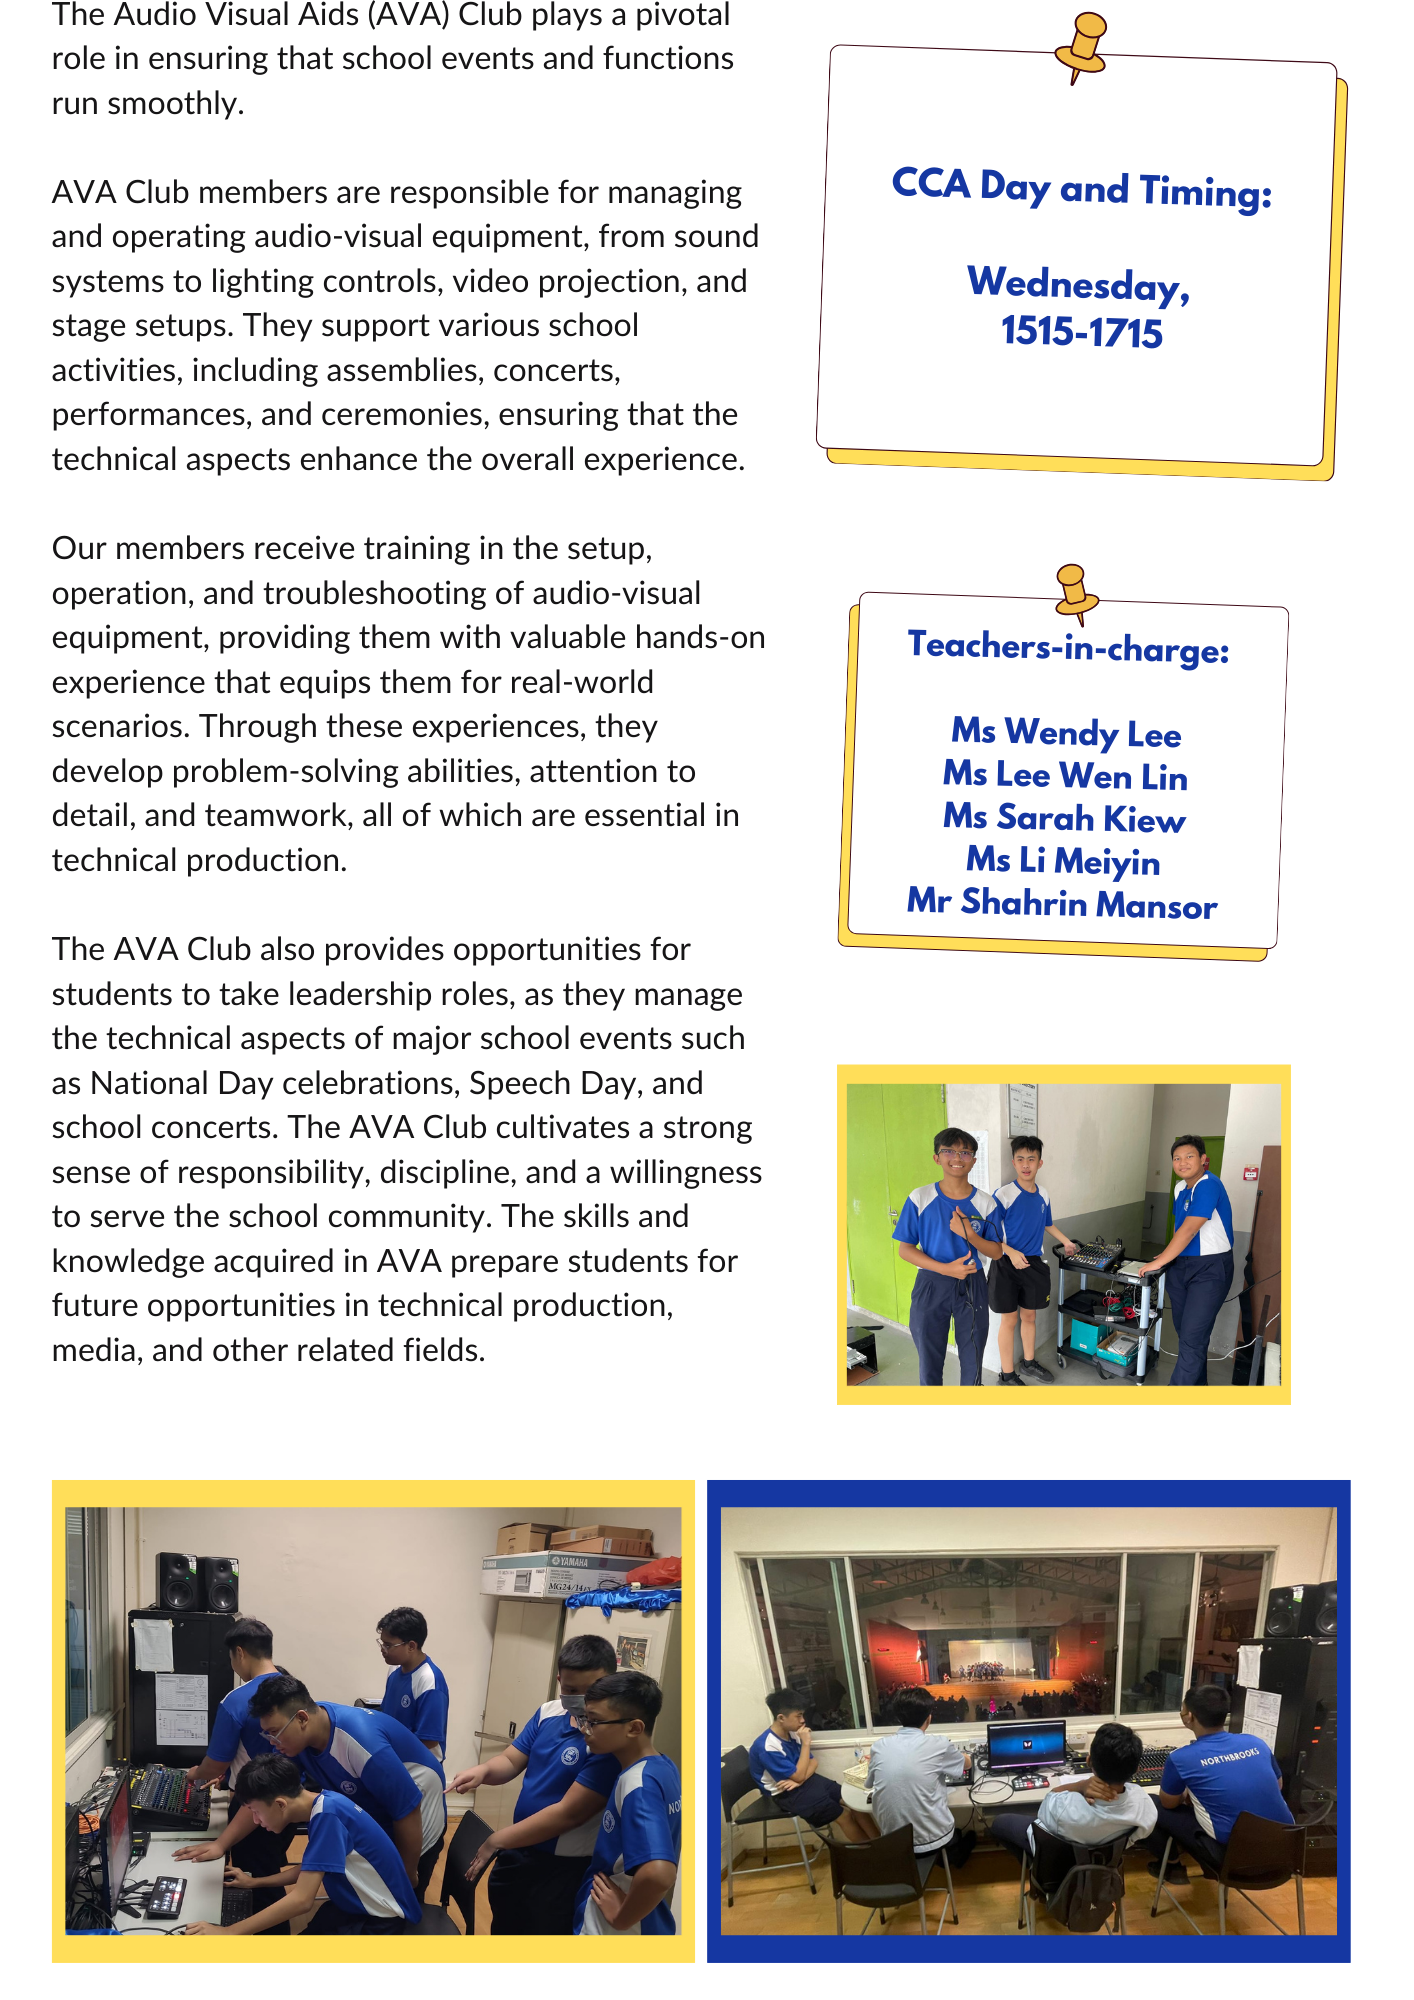 The Audio Visual Aids (AVA) Club plays a pivotal
role in ensuring that school events and functions
run smoothly.
AVA Club members are responsible for managing
and operating audio-visual equipment, from sound
systems to lighting controls, video projection, and
stage setups. They support various school
activities, including assemblies, concerts,
performances, and ceremonies, ensuring that the
technical aspects enhance the overall experience.
Our members receive training in the setup,
operation, and troubleshooting of audio-visual
equipment, providing them with valuable hands-on
experience that equips them for real-world
scenarios. Through these experiences, they
develop problem-solving abilities, attention to
detail, and teamwork, all of which are essential in
technical production.
The AVA Club also provides opportunities for
students to take leadership roles, as they manage
the technical aspects of major school events such
as National Day celebrations, Speech Day, and
school concerts. The AVA Club cultivates a strong
sense of responsibility, discipline, and a willingness
to serve the school community. The skills and
knowledge acquired in AVA prepare students for
future opportunities in technical production,
media, and other related fields.
CCA Day and Timing:
Wednesday,
1515-1715
Teachers-in-charge:
Ms Wendy Lee
Ms Lee Wen Lin
Ms Sarah Kiew
Ms Li Meiyin
Mr Shahrin Mansor
YAMAHA
MG24/14
NORTHBROOKS